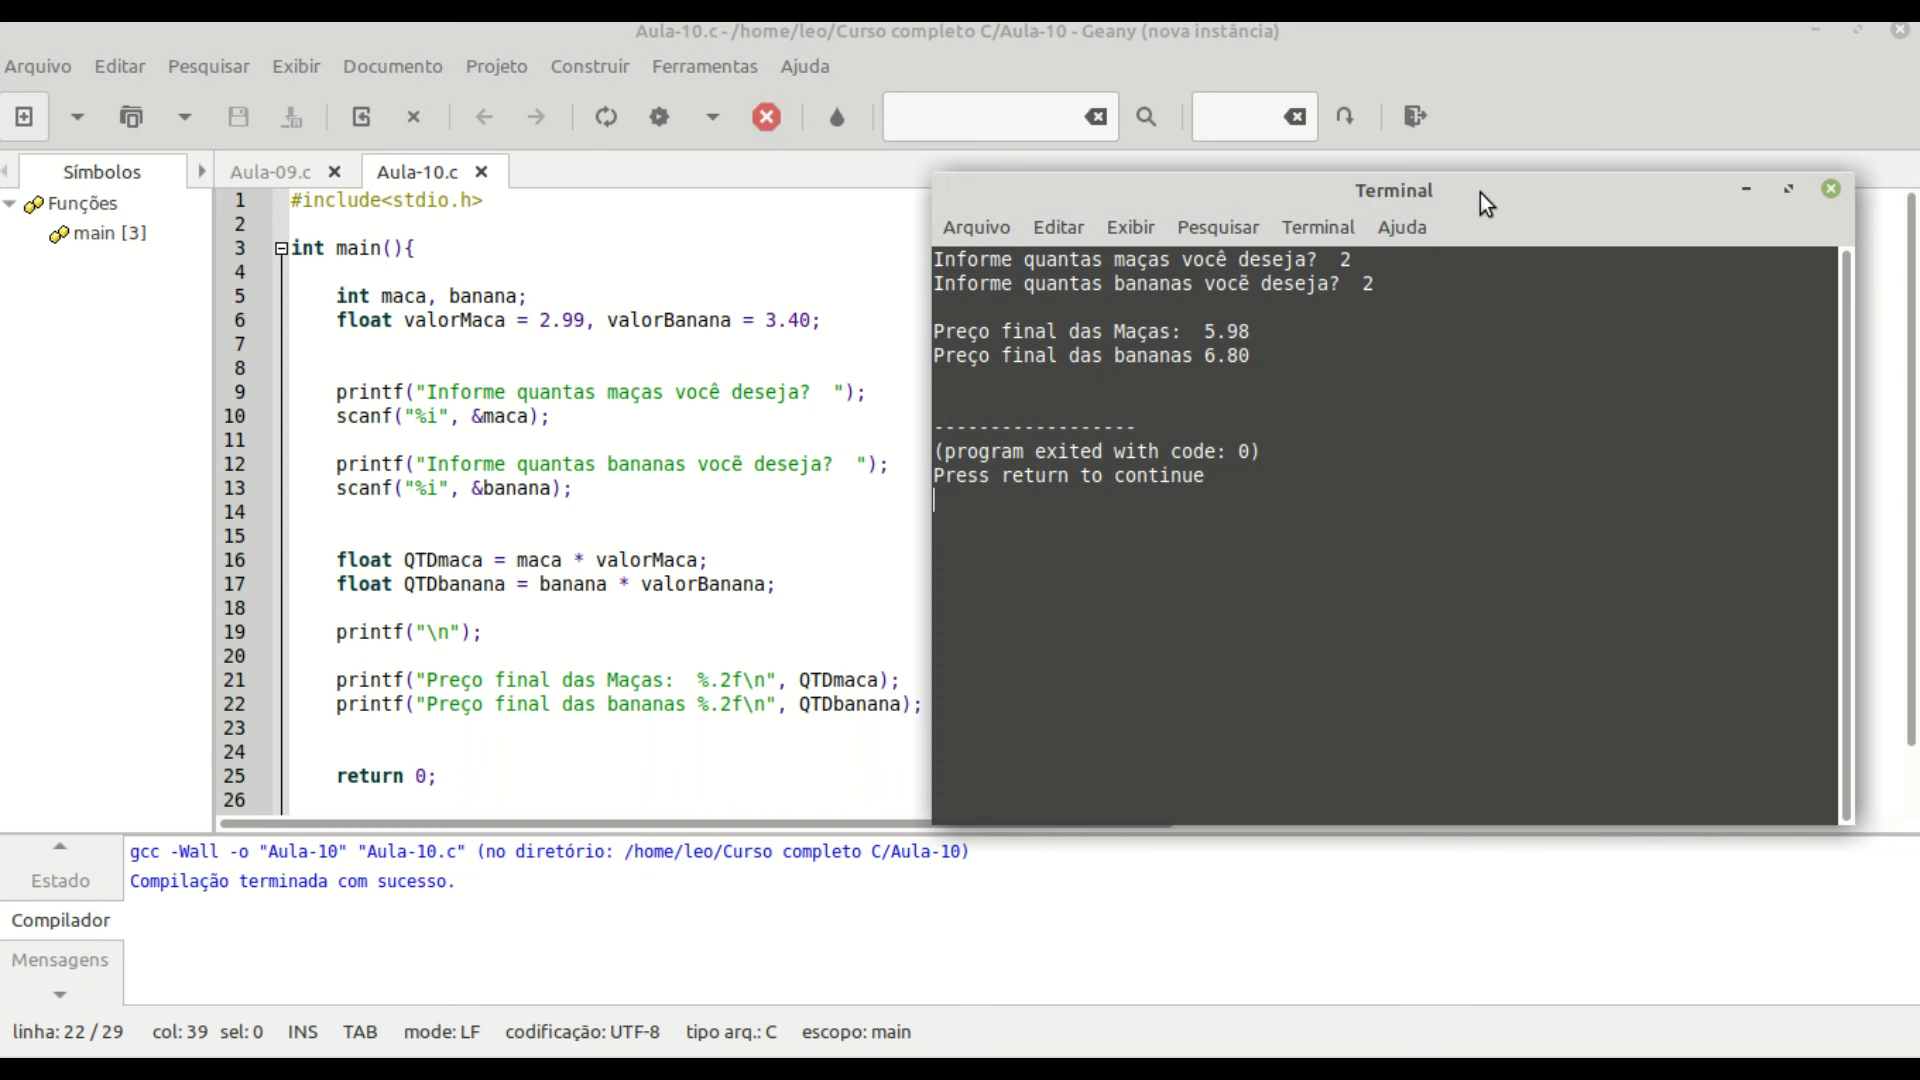 Aula-10.c - /home/leo/Curso completo C/Aula-10 - Geany (nova instância)
Arquivo Editar Pesquisar Exibir Documento Projeto Construir Ferramentas Ajuda
Símbolos
Funções
main [3]
Aula-09.c
Aula-10.c
1 #include<stdio.h>
2
3 int main(){
4
5 int maca, banana;
6 float valorMaca = 2.99, valorBanana = 3.40;
7
8
9 printf("Informe quantas maças você deseja?  ");
10 scanf("%i", &maca);
11
12 printf("Informe quantas bananas vocẽ deseja?  ");
13 scanf("%i", &banana);
14
15
16 float QTDmaca = maca * valorMaca;
17 float QTDbanana = banana * valorBanana;
18
19 printf("\n");
20
21 printf("Preço final das Maças:  %.2f\n", QTDmaca);
22 printf("Preço final das bananas %.2f\n", QTDbanana);
23
24
25 return 0;
26
Terminal
Arquivo Editar Exibir Pesquisar Terminal Ajuda
Informe quantas maças você deseja?  2
Informe quantas bananas vocẽ deseja?  2
Preço final das Maças:  5.98
Preço final das bananas 6.80
------------------
(program exited with code: 0)
Press return to continue
Estado
Compilador
Mensagens
gcc -Wall -o "Aula-10" "Aula-10.c" (no diretório: /home/leo/Curso completo C/Aula-10)
Compilação terminada com sucesso.
linha: 22 / 29 col: 39 sel: 0 INS TAB mode: LF codificação: UTF-8 tipo arq.: C escopo: main